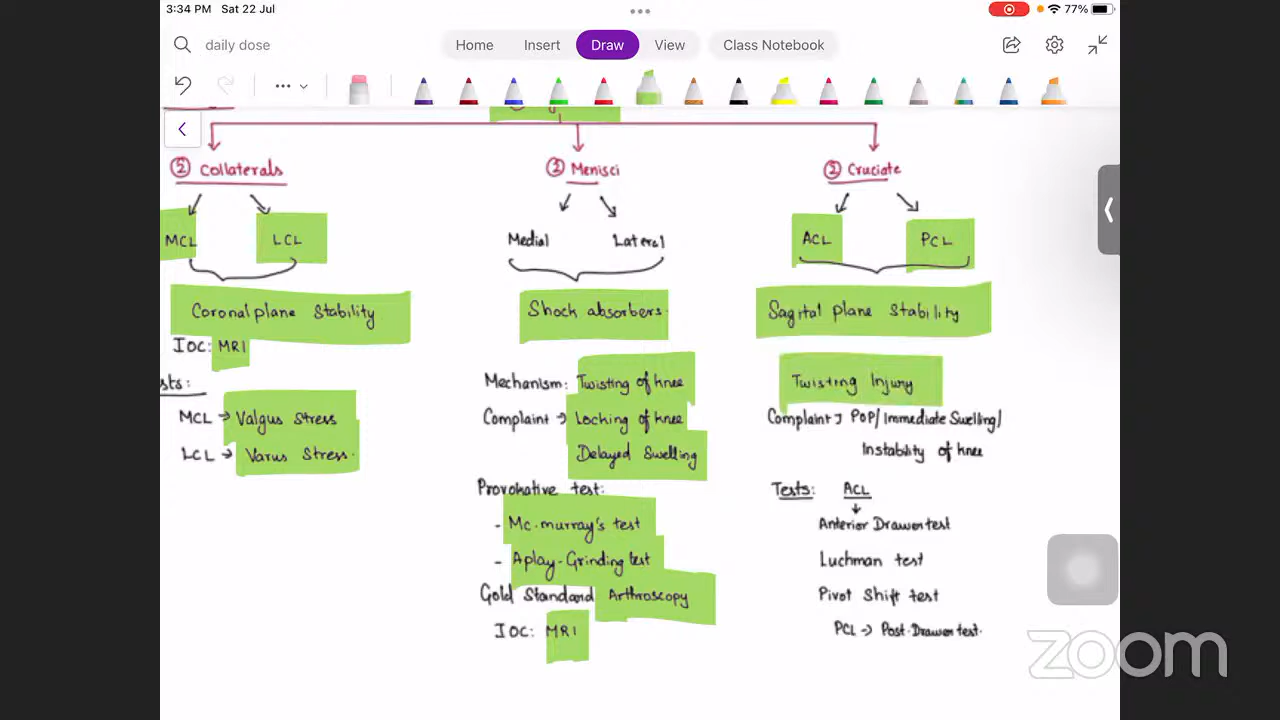 3:34 PM Sat 22 Jul
77%
daily dose
Home Insert Draw View Class Notebook
② Collaterals
② Menisci
② Cruciate
MCL LCL
Medial Lateral
ACL PCL
Coronal plane Stability
Shock absorbers.
Sagital plane Stability
IOC: MRI
sts:
MCL → Valgus Stress
LCL → Varus Stress.
Mechanism: Twisting of knee
Complaint → Locking of knee
Delayed Swelling
Provokative test:
- Mc.murray's test
- Aplay-Grinding test
Gold Standard Arthroscopy
IOC: MRI
Twisting Injury
Complaint → POP/Immediate Swelling/
Instability of knee
Tests: ACL
Anterior Drawer test
Luchman test
Pivot Shift test
PCL → Post.Drawer test.
zoom